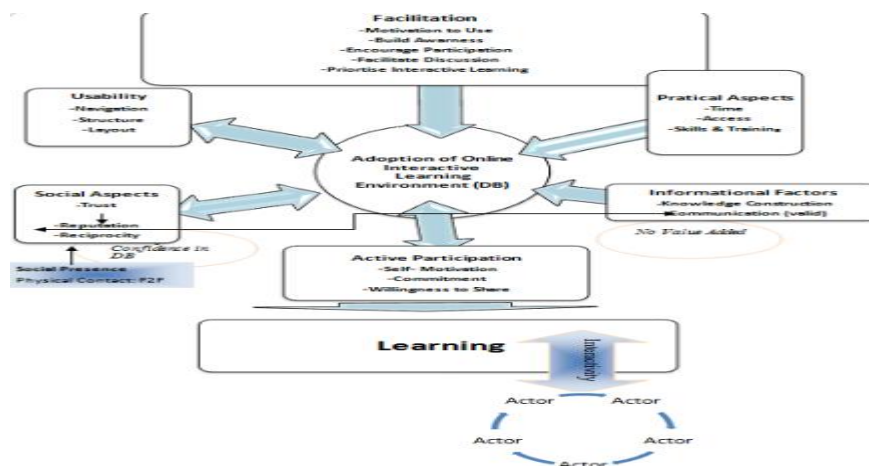 Facilitation
-Motivation to Use
-Build Awareness
-Encourage Participation
-Facilitate Discussion
-Prioritise Interactive Learning
Usability
-Navigation
-Structure
-Layout
Pratical Aspects
-Time
-Access
-Skills & Training
Adoption of Online
Interactive
Learning
Environment (DB)
Social Aspects
-Trust
-Reputation
-Reciprocity
Informational Factors
-Knowledge Construction
-Communication (valid)
Confidence in
DB
No Value Added
Social Presence
Physical Contact: F2F
Active Participation
-Self- Motivation
-Commitment
-Willingness to Share
Learning
Interactivity
Actor
Actor
Actor
Actor
Actor